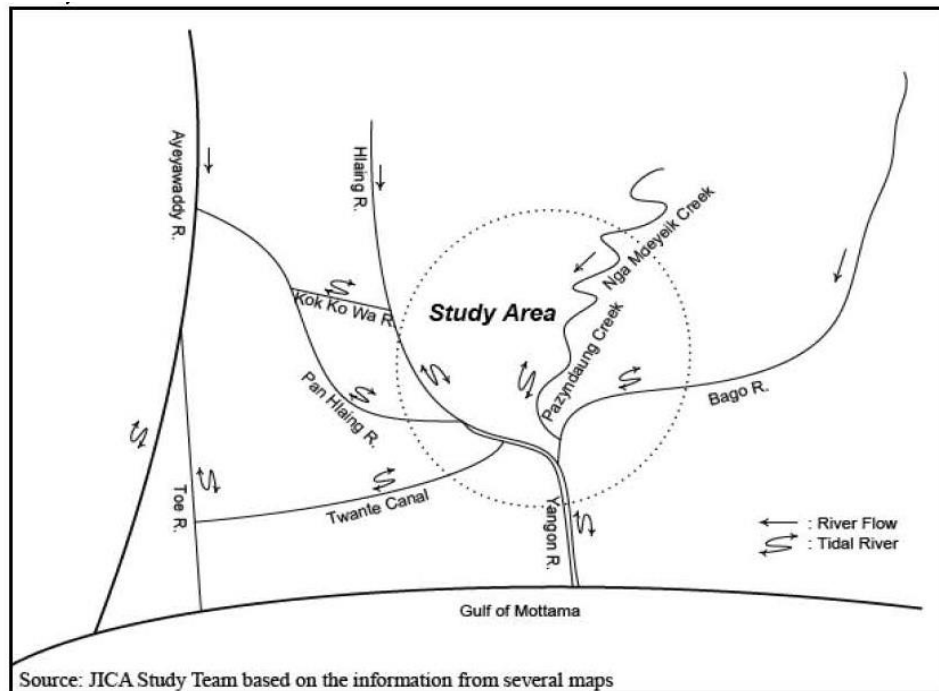 Ayeyawaddy R.
Hlaing R.
Nga Moeyeik Creek
Kok Ko Wa R.
Study Area
Pazyndaung Creek
Pan Hlaing R.
Bago R.
Toe R.
Twante Canal
Yangon R.
: River Flow
: Tidal River
Gulf of Mottama
Source: JICA Study Team based on the information from several maps